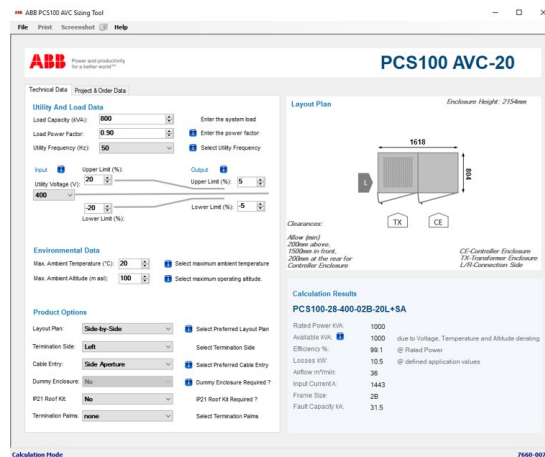 ABB PCS100 AVC Sizing Tool
File Print Screenshot Help
ABB
Power and productivity
for a better world™
PCS100 AVC-20
Technical Data Project & Order Data
Utility And Load Data
Load Capacity (kVA): 800 Enter the system load
Load Power Factor: 0.90 Enter the power factor
Utility Frequency (Hz): 50 Select Utility Frequency
Input Upper Limit (%): Output
Utility Voltage (V): 20 Upper Limit (%): 5
400
-20 Lower Limit (%): -5
Lower Limit (%):
Environmental Data
Max. Ambient Temperature (°C): 20 Select maximum ambient temperature
Max. Ambient Altitude (m asl): 100 Select maximum operating altitude.
Product Options
Layout Plan: Side-by-Side Select Preferred Layout Plan
Termination Side: Left Select Termination Side
Cable Entry: Side Aperture Select Preferred Cable Entry
Dummy Enclosure: No Dummy Enclosure Required ?
IP21 Roof Kit: No IP21 Roof Kit Required ?
Termination Palms: none Select Termination Palms
Layout Plan Enclosure Height: 2154mm
1618
804
L
TX CE
Clearances:
Allow (mm)
200mm above,
1500mm in front,
200mm at the rear for
Controller Enclosure
CE-Controller Enclosure
TX-Transformer Enclosure
L/R-Connection Side
Calculation Results
PCS100-28-400-02B-20L+SA
Rated Power kVA: 1000
Available kVA: 1000 due to Voltage, Temperature and Altitude derating
Efficiency %: 99.1 @ Rated Power
Losses kW: 10.5 @ defined application values
Airflow m³/min: 36
Input Current A: 1443
Frame Size: 2B
Fault Capacity kA: 31.5
Calculation Mode 7660-007